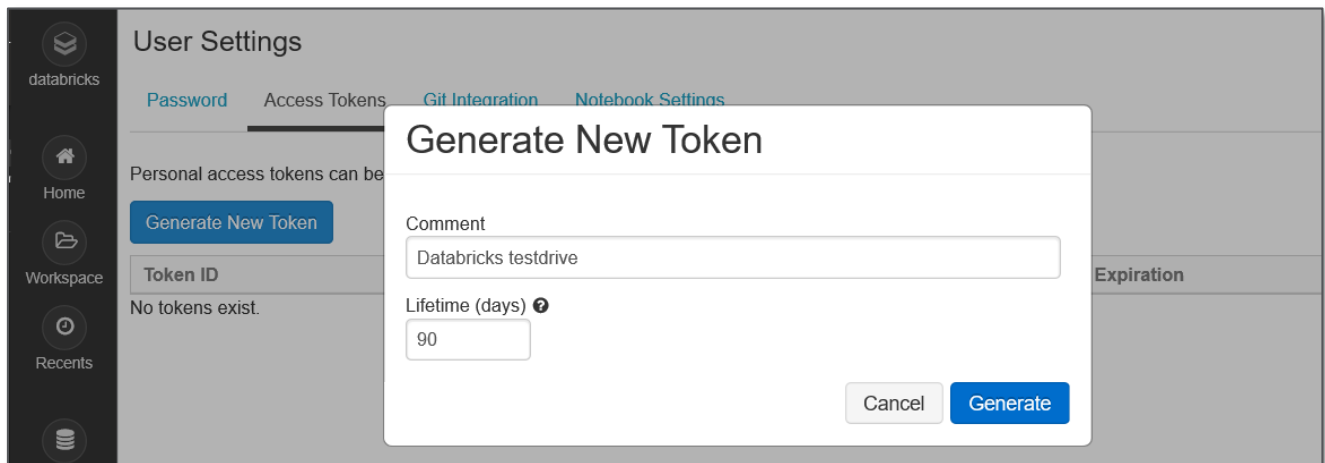 databricks
Home
Workspace
Recents
User Settings
Password Access Tokens Git Integration Notebook Settings
Personal access tokens can be
Generate New Token
Token ID Expiration
No tokens exist.
Generate New Token
Comment
Databricks testdrive
Lifetime (days)
90
Cancel Generate